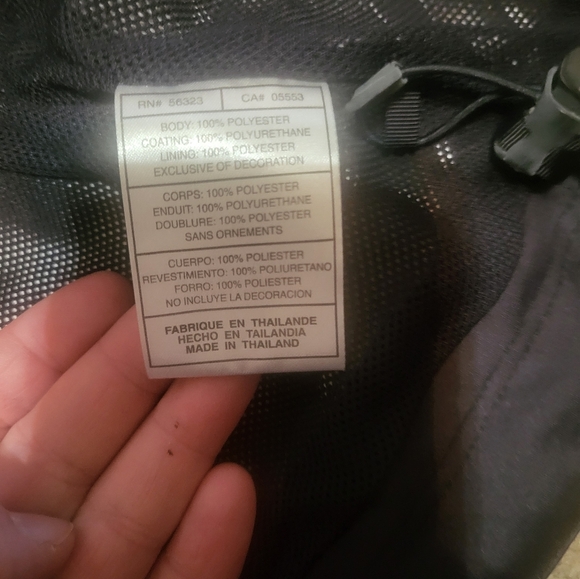 RN# 56323 CA# 05553
BODY: 100% POLYESTER
COATING: 100% POLYURETHANE
LINING: 100% POLYESTER
EXCLUSIVE OF DECORATION
CORPS: 100% POLYESTER
ENDUIT: 100% POLYURETHANE
DOUBLURE: 100% POLYESTER
SANS ORNEMENTS
CUERPO: 100% POLIESTER
REVESTIMIENTO: 100% POLIURETANO
FORRO: 100% POLIESTER
NO INCLUYE LA DECORACION
FABRIQUE EN THAILANDE
HECHO EN TAILANDIA
MADE IN THAILAND